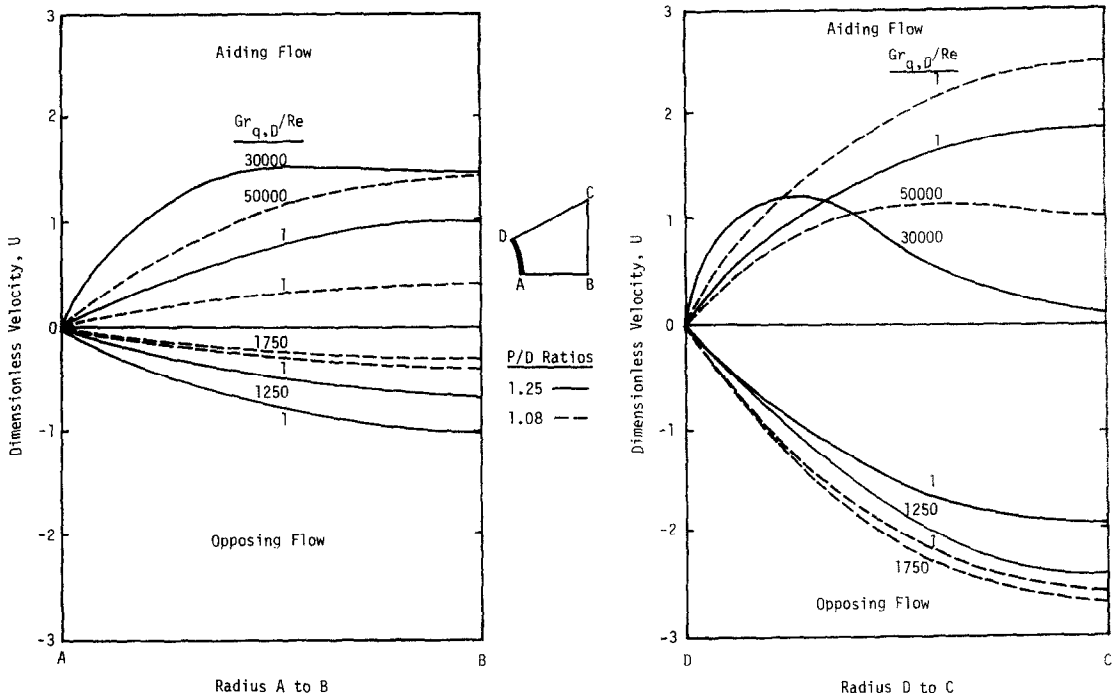 3
2
1
0
-1
-2
-3
Dimensionless Velocity, U
Aiding Flow
Gr_q,D/Re
30000
50000
1
1
1750
1
1250
1
Opposing Flow
A
B
Radius A to B
C
D
A
B
P/D Ratios
1.25
1.08
3
2
1
0
-1
-2
-3
Dimensionless Velocity, U
Aiding Flow
Gr_q,D/Re
1
1
50000
30000
1
1250
1
1750
Opposing Flow
D
C
Radius D to C